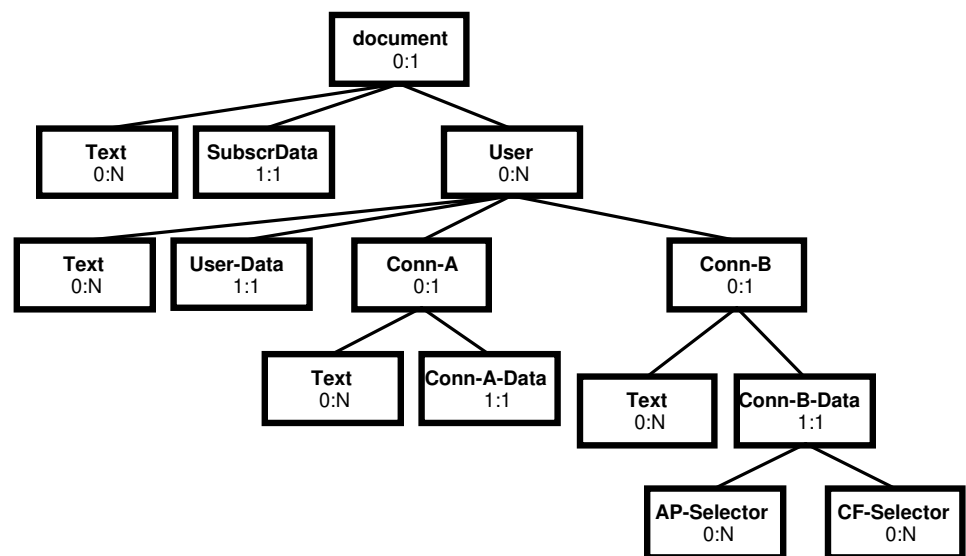 document
0:1
Text
0:N
SubscrData
1:1
User
0:N
Text
0:N
User-Data
1:1
Conn-A
0:1
Conn-B
0:1
Text
0:N
Conn-A-Data
1:1
Text
0:N
Conn-B-Data
1:1
AP-Selector
0:N
CF-Selector
0:N